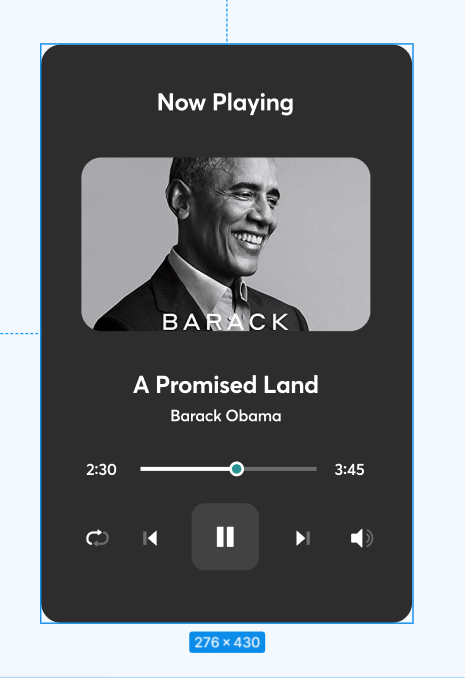 Now Playing
BARACK
A Promised Land
Barack Obama
2:30
3:45
276 × 430